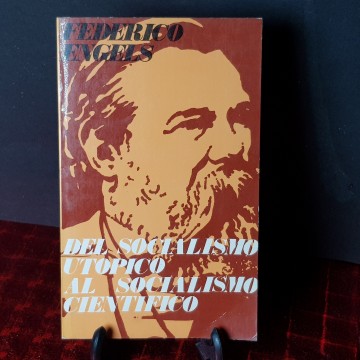 FEDERICO
ENGELS
DEL SOCIALISMO
UTOPICO
AL SOCIALISMO
CIENTIFICO